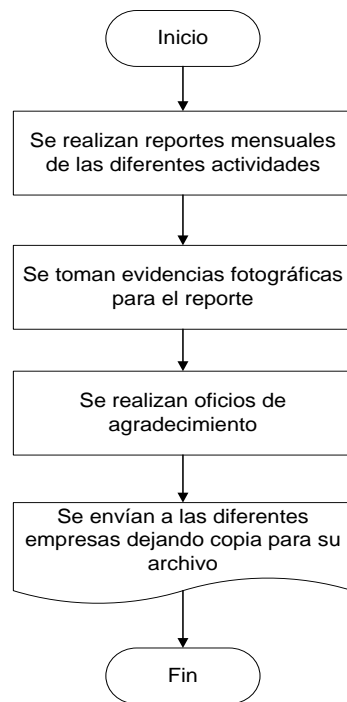 Inicio
Se realizan reportes mensuales
de las diferentes actividades
Se toman evidencias fotográficas
para el reporte
Se realizan oficios de
agradecimiento
Se envían a las diferentes
empresas dejando copia para su
archivo
Fin